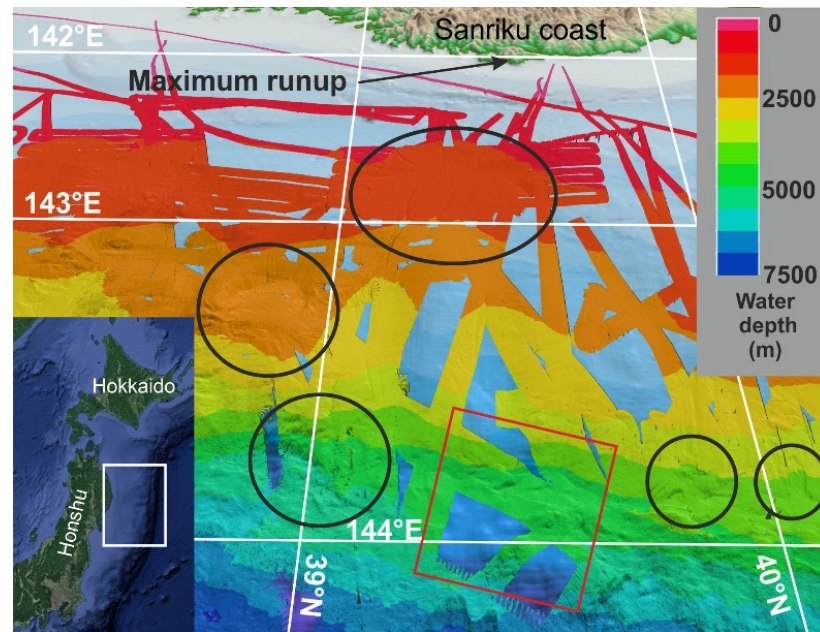 142°E
Sanriku coast
Maximum runup
143°E
144°E
39°N
40°N
0
2500
5000
7500
Water
depth
(m)
Hokkaido
Honshu